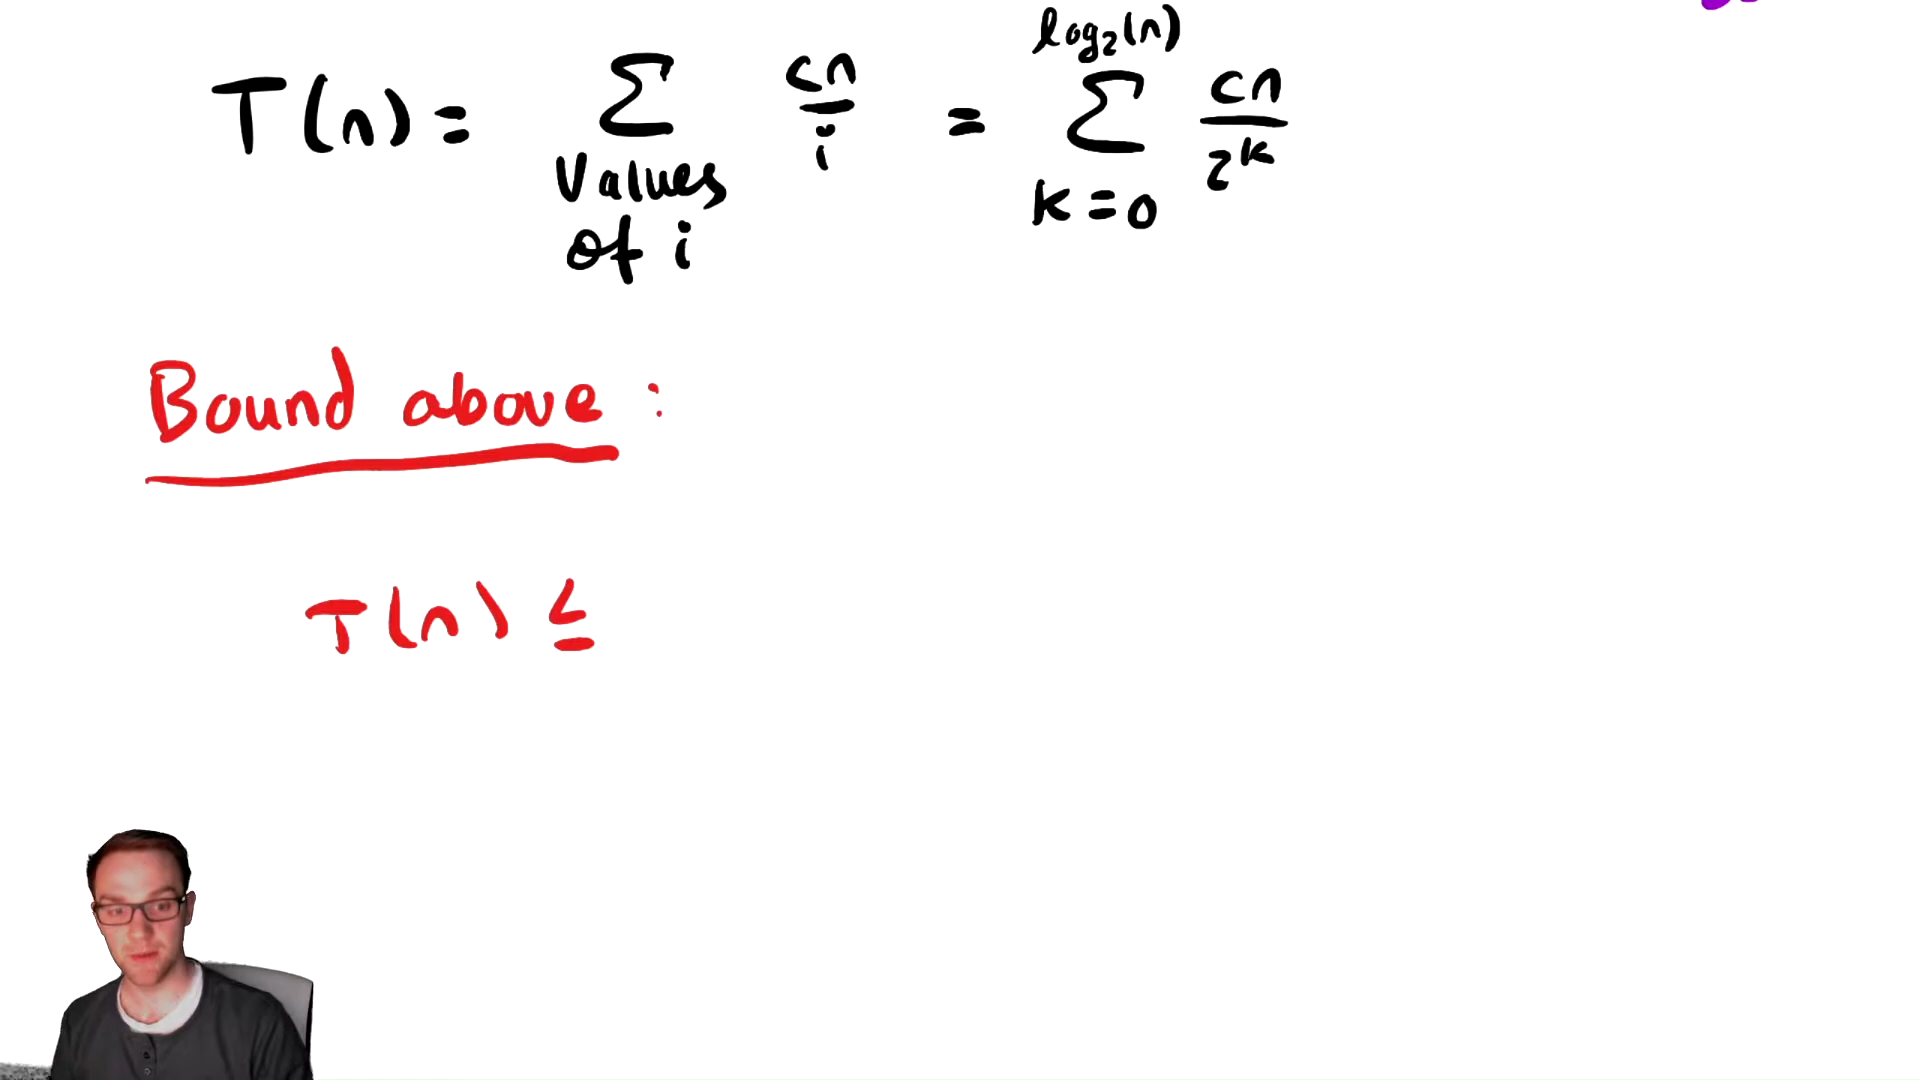 T(n) = Σ cn/i = Σ cn/2^k
log₂(n)
Values of i
k=0
Bound above :
T(n) ≤